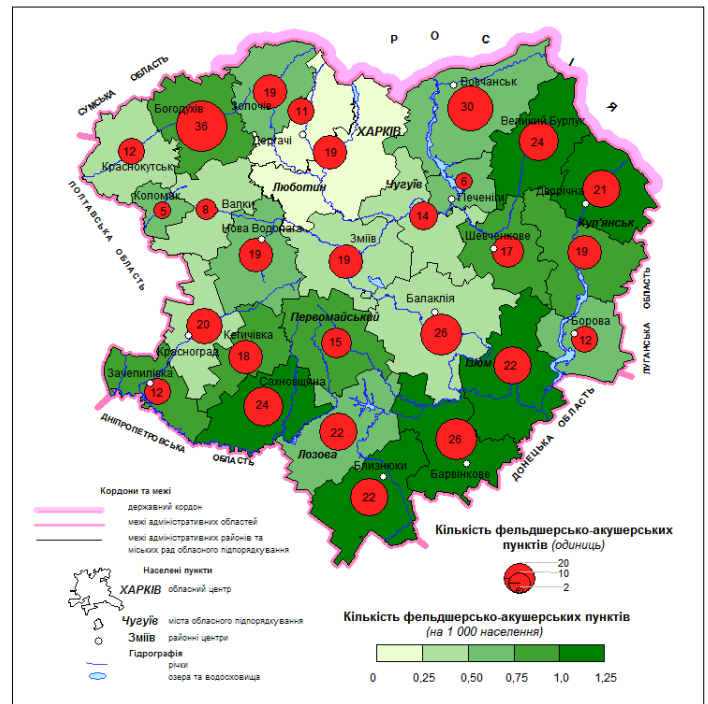 Р О С І Я
СУМСЬКА ОБЛАСТЬ
ПОЛТАВСЬКА ОБЛАСТЬ
ДНІПРОПЕТРОВСЬКА ОБЛАСТЬ
ДОНЕЦЬКА ОБЛАСТЬ
ЛУГАНСЬКА ОБЛАСТЬ
Золочів
19
Богодухів
36
11
Дергачі
ХАРКІВ
19
Вовчанськ
30
Великий Бурлук
24
12
Краснокутськ
Люботин
Чугуїв
6
Печеніги
Дворічна
21
Коломак
5
Валки
8
14
Куп'янськ
Нова Водолага
19
Зміїв
19
Шевченкове
17
19
Балаклія
26
Первомайський
15
20
Красноград
Кегичівка
18
Борова
12
Ізюм
22
Зачепилівка
12
Сахновщина
24
22
Лозова
26
Барвінкове
Близнюки
22
Кордони та межі
державний кордон
межі адміністративних областей
межі адміністративних районів та
міських рад обласного підпорядкування
Населені пункти
ХАРКІВ обласний центр
Чугуїв міста обласного підпорядкування
Зміїв районні центри
Гідрографія
річки
озера та водосховища
Кількість фельдшерсько-акушерських
пунктів (одиниць)
20
10
2
Кількість фельдшерсько-акушерських пунктів
(на 1 000 населення)
0 0,25 0,50 0,75 1,0 1,25